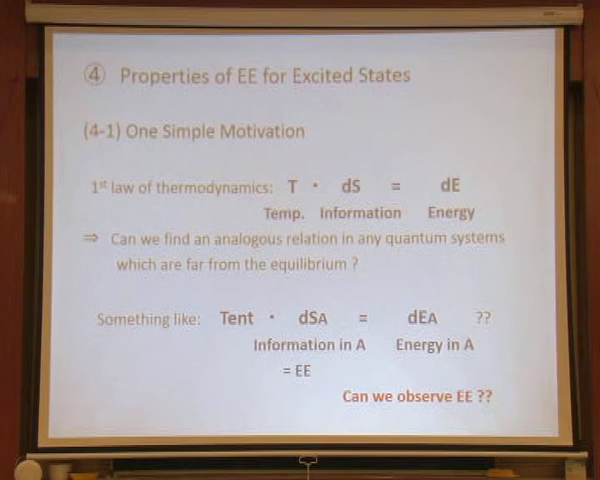 ④ Properties of EE for Excited States
(4-1) One Simple Motivation
1st law of thermodynamics: T · dS = dE
Temp. Information Energy
⇒ Can we find an analogous relation in any quantum systems
which are far from the equilibrium ?
Something like: Tent · dSA = dEA ??
Information in A Energy in A
= EE
Can we observe EE ??